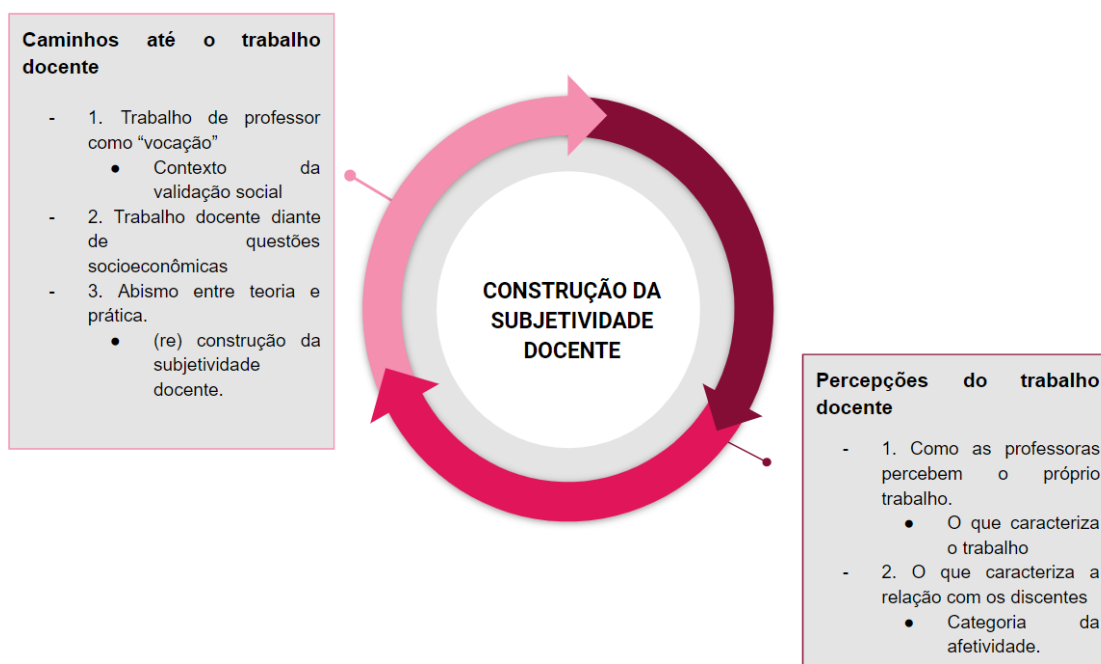 Caminhos até o trabalho
docente
- 1. Trabalho de professor
como “vocação”
● Contexto da
validação social
- 2. Trabalho docente diante
de questões
socioeconômicas
- 3. Abismo entre teoria e
prática.
● (re) construção da
subjetividade
docente.
CONSTRUÇÃO DA
SUBJETIVIDADE
DOCENTE
Percepções do trabalho
docente
- 1. Como as professoras
percebem o próprio
trabalho.
● O que caracteriza
o trabalho
- 2. O que caracteriza a
relação com os discentes
● Categoria da
afetividade.